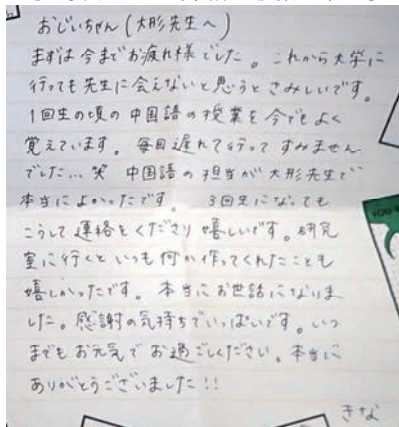 おじいちゃん(大形先生へ)
まずは今までお疲れ様でした。これから大学に
行っても先生に会えないと思うとさみしいです。
1回生の頃の中国語の授業を今でもよく
覚えています。毎回遅れて行ってすみません
でした...笑 中国語の担当が大形先生で
本当によかったです。 3回生になっても
こうして連絡をくださり嬉しいです。研究
室に行くといつも何か作ってくれたことも
嬉しかったです。本当にお世話になりま
した。感謝の気持ちでいっぱいです。いつ
までもお元気でお過ごしください。本当に
ありがとうございました!!
きな